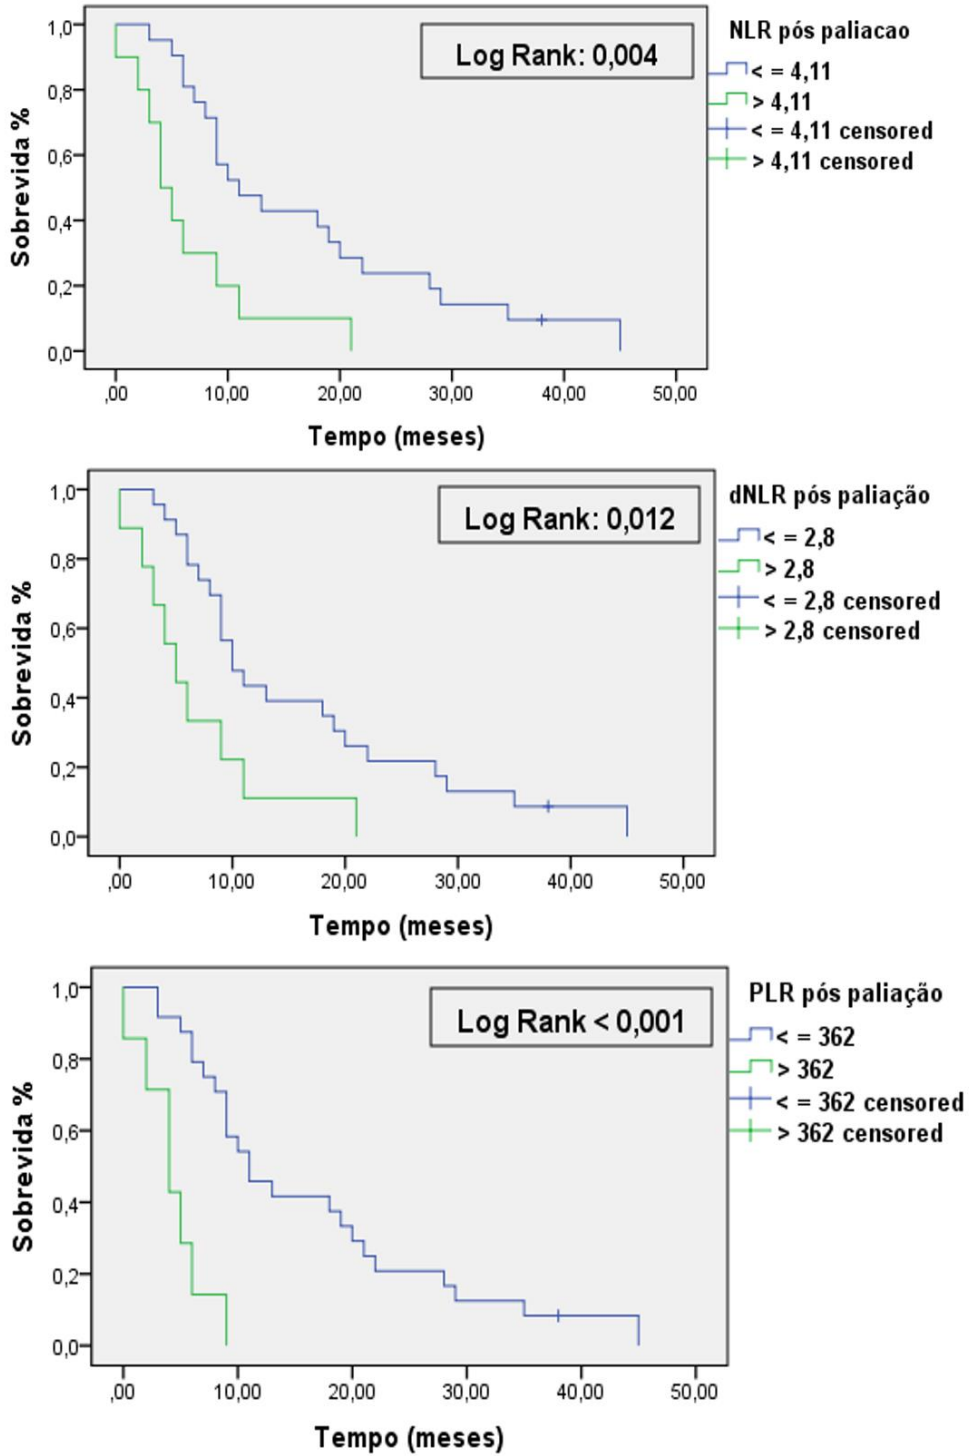 Log Rank: 0,004
NLR pós paliacao
< = 4,11
> 4,11
< = 4,11 censored
> 4,11 censored
Sobrevida %
1,0
0,8
0,6
0,4
0,2
0,0
,00 10,00 20,00 30,00 40,00 50,00
Tempo (meses)
Log Rank: 0,012
dNLR pós paliação
< = 2,8
> 2,8
< = 2,8 censored
> 2,8 censored
Sobrevida %
1,0
0,8
0,6
0,4
0,2
0,0
,00 10,00 20,00 30,00 40,00 50,00
Tempo (meses)
Log Rank < 0,001
PLR pós paliação
< = 362
> 362
< = 362 censored
> 362 censored
Sobrevida %
1,0
0,8
0,6
0,4
0,2
0,0
,00 10,00 20,00 30,00 40,00 50,00
Tempo (meses)